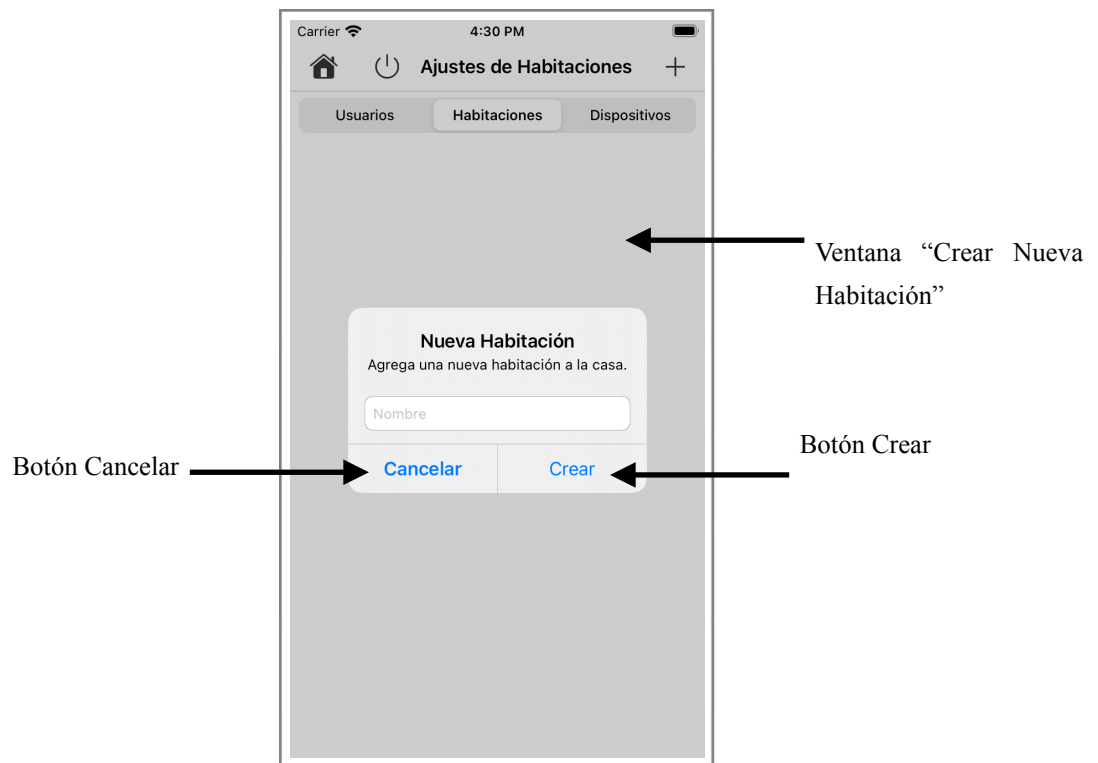 Carrier 4:30 PM
Ajustes de Habitaciones
Usuarios Habitaciones Dispositivos
Ventana “Crear Nueva
Habitación”
Nueva Habitación
Agrega una nueva habitación a la casa.
Nombre
Botón Crear
Botón Cancelar
Cancelar Crear